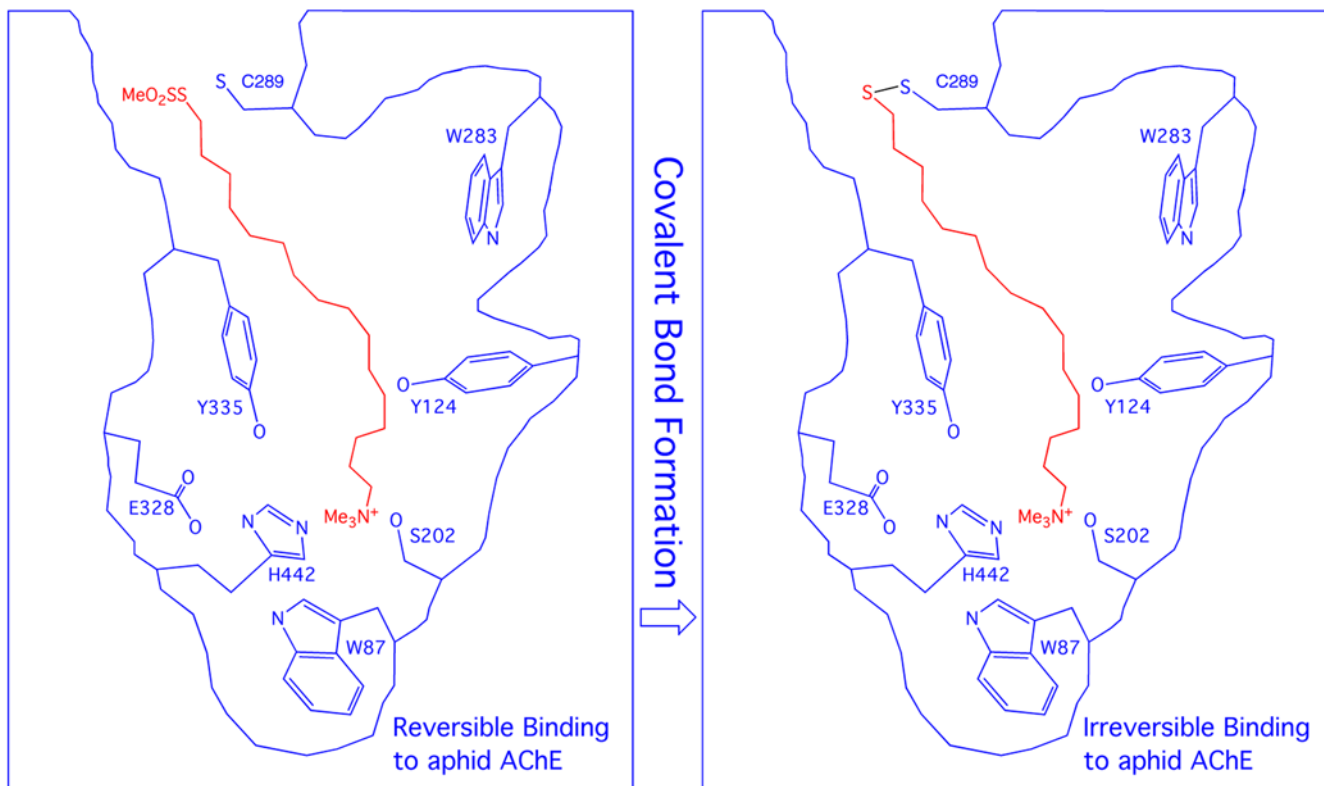 S
C289
MeO₂SS
W283
N
Y335
O
O
Y124
E328
O
O
N
N
H442
Me₃N⁺
O
S202
N
W87
Reversible Binding
to aphid AChE
Covalent Bond Formation
S
S
C289
W283
N
Y335
O
O
Y124
E328
O
O
N
N
H442
Me₃N⁺
O
S202
N
W87
Irreversible Binding
to aphid AChE